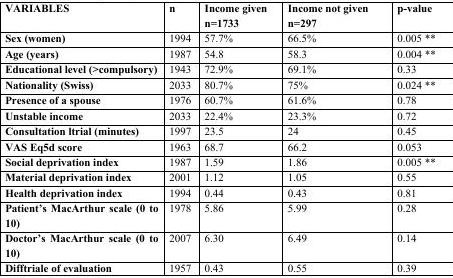 VARIABLES n Income given n=1733 Income not given n=297 p-value
Sex (women) 1994 57.7% 66.5% 0.005 **
Age (years) 1987 54.8 58.3 0.004 **
Educational level (>compulsory) 1943 72.9% 69.1% 0.33
Nationality (Swiss) 2033 80.7% 75% 0.024 **
Presence of a spouse 1976 60.7% 61.6% 0.78
Unstable income 2033 22.4% 23.3% 0.72
Consultation ltrial (minutes) 1997 23.5 24 0.45
VAS Eq5d score 1963 68.7 66.2 0.053
Social deprivation index 1987 1.59 1.86 0.005 **
Material deprivation index 2001 1.12 1.05 0.55
Health deprivation index 1994 0.44 0.43 0.81
Patient's MacArthur scale (0 to 10) 1978 5.86 5.99 0.28
Doctor's MacArthur scale (0 to 10) 2007 6.30 6.49 0.14
Difftriale of evaluation 1957 0.43 0.55 0.39